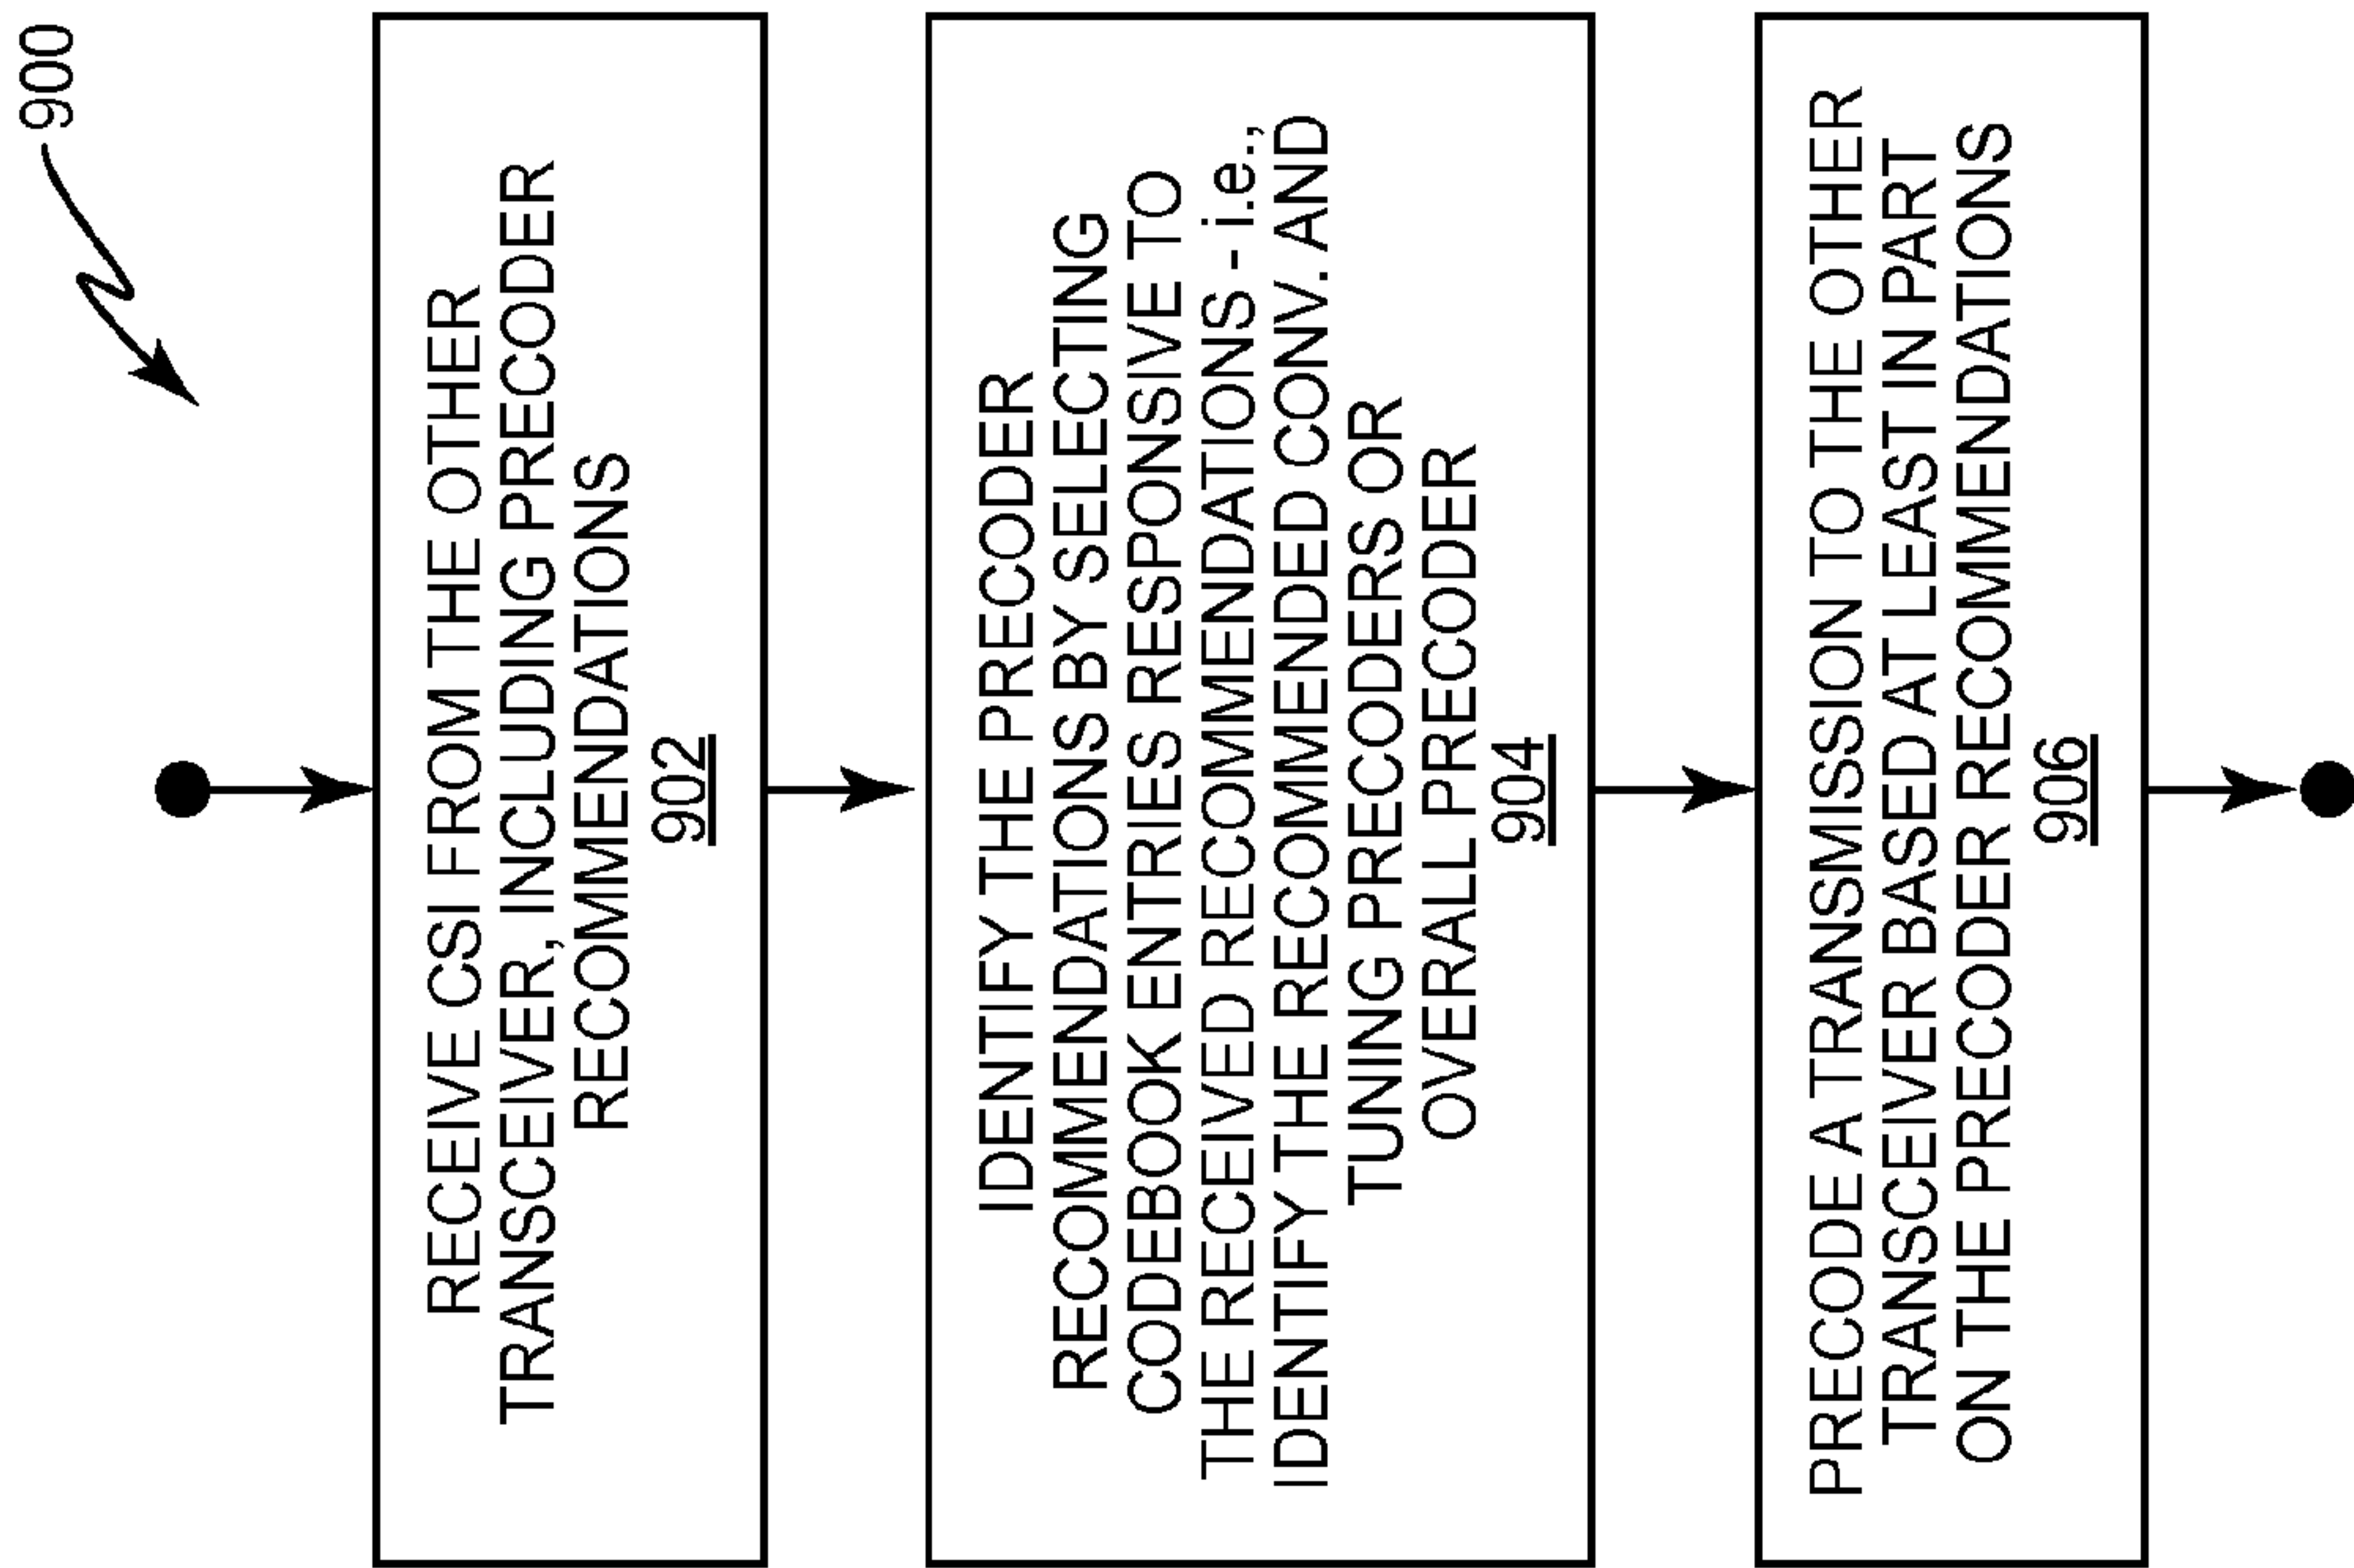 900
RECEIVE CSI FROM THE OTHER
TRANSCEIVER, INCLUDING PRECODER
RECOMMENDATIONS
902
IDENTIFY THE PRECODER
RECOMMENDATIONS BY SELECTING
CODEBOOK ENTRIES RESPONSIVE TO
THE RECEIVED RECOMMENDATIONS - i.e.,
IDENTIFY THE RECOMMENDED CONV. AND
TUNING PRECODERS OR
OVERALL PRECODER
904
PRECODE A TRANSMISSION TO THE OTHER
TRANSCEIVER BASED AT LEAST IN PART
ON THE PRECODER RECOMMENDATIONS
906